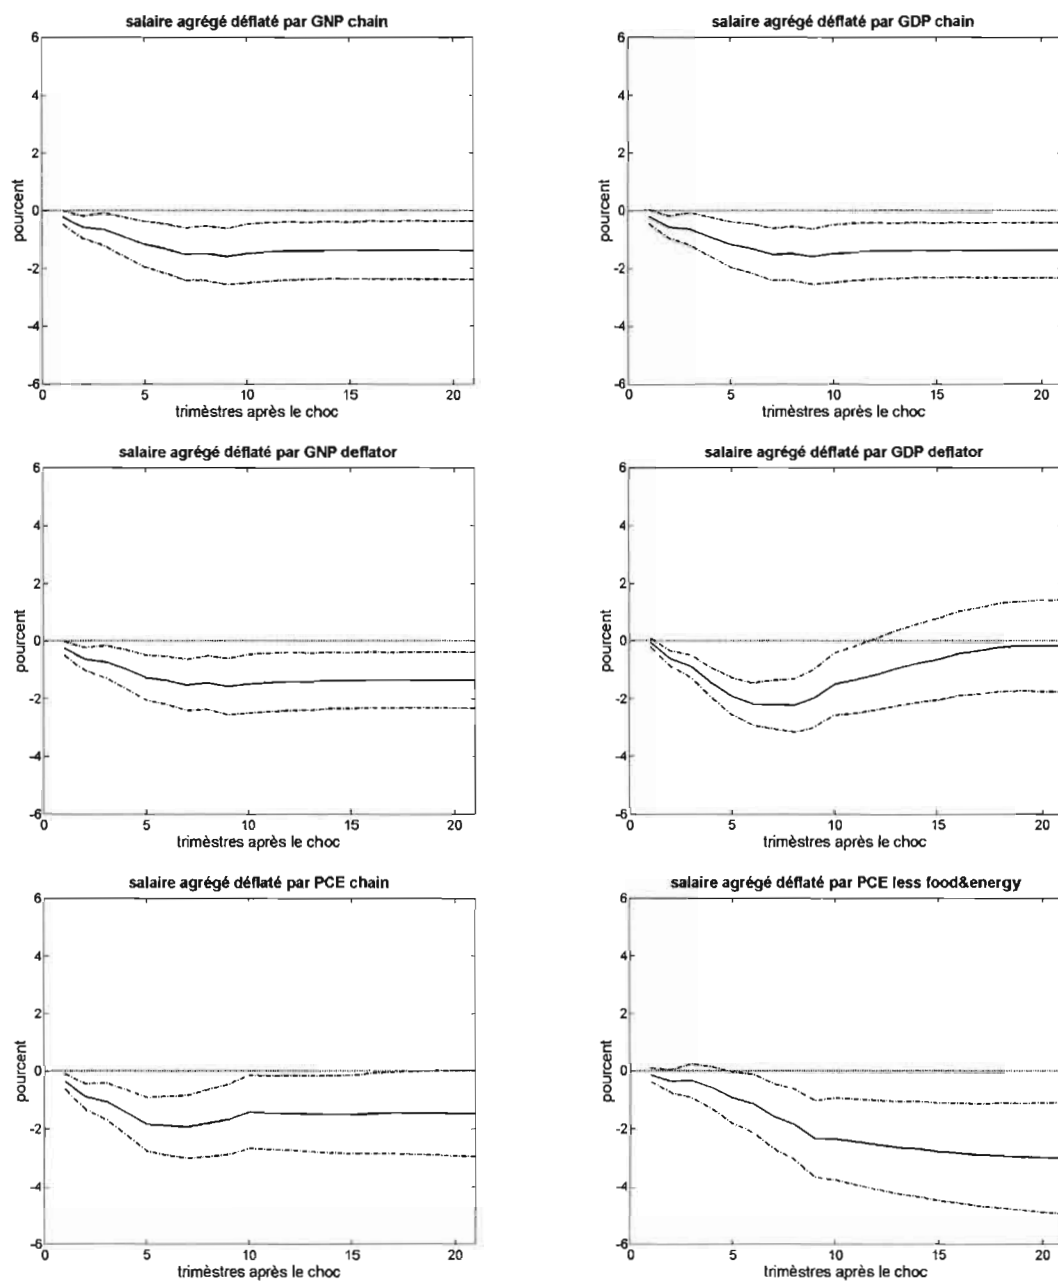 salaire agrégé déflaté par GNP chain
6
4
2
0
-2
-4
-6
pourcent
0 5 10 15 20
trimèstres après le choc
salaire agrégé déflaté par GDP chain
6
4
2
0
-2
-4
-6
pourcent
0 5 10 15 20
trimèstres après le choc
salaire agrégé déflaté par GNP deflator
6
4
2
0
-2
-4
-6
pourcent
0 5 10 15 20
trimèstres après le choc
salaire agrégé déflaté par GDP deflator
6
4
2
0
-2
-4
-6
pourcent
0 5 10 15 20
trimèstres après le choc
salaire agrégé déflaté par PCE chain
6
4
2
0
-2
-4
-6
pourcent
0 5 10 15 20
trimèstres après le choc
salaire agrégé déflaté par PCE less food&energy
6
4
2
0
-2
-4
-6
pourcent
0 5 10 15 20
trimèstres après le choc